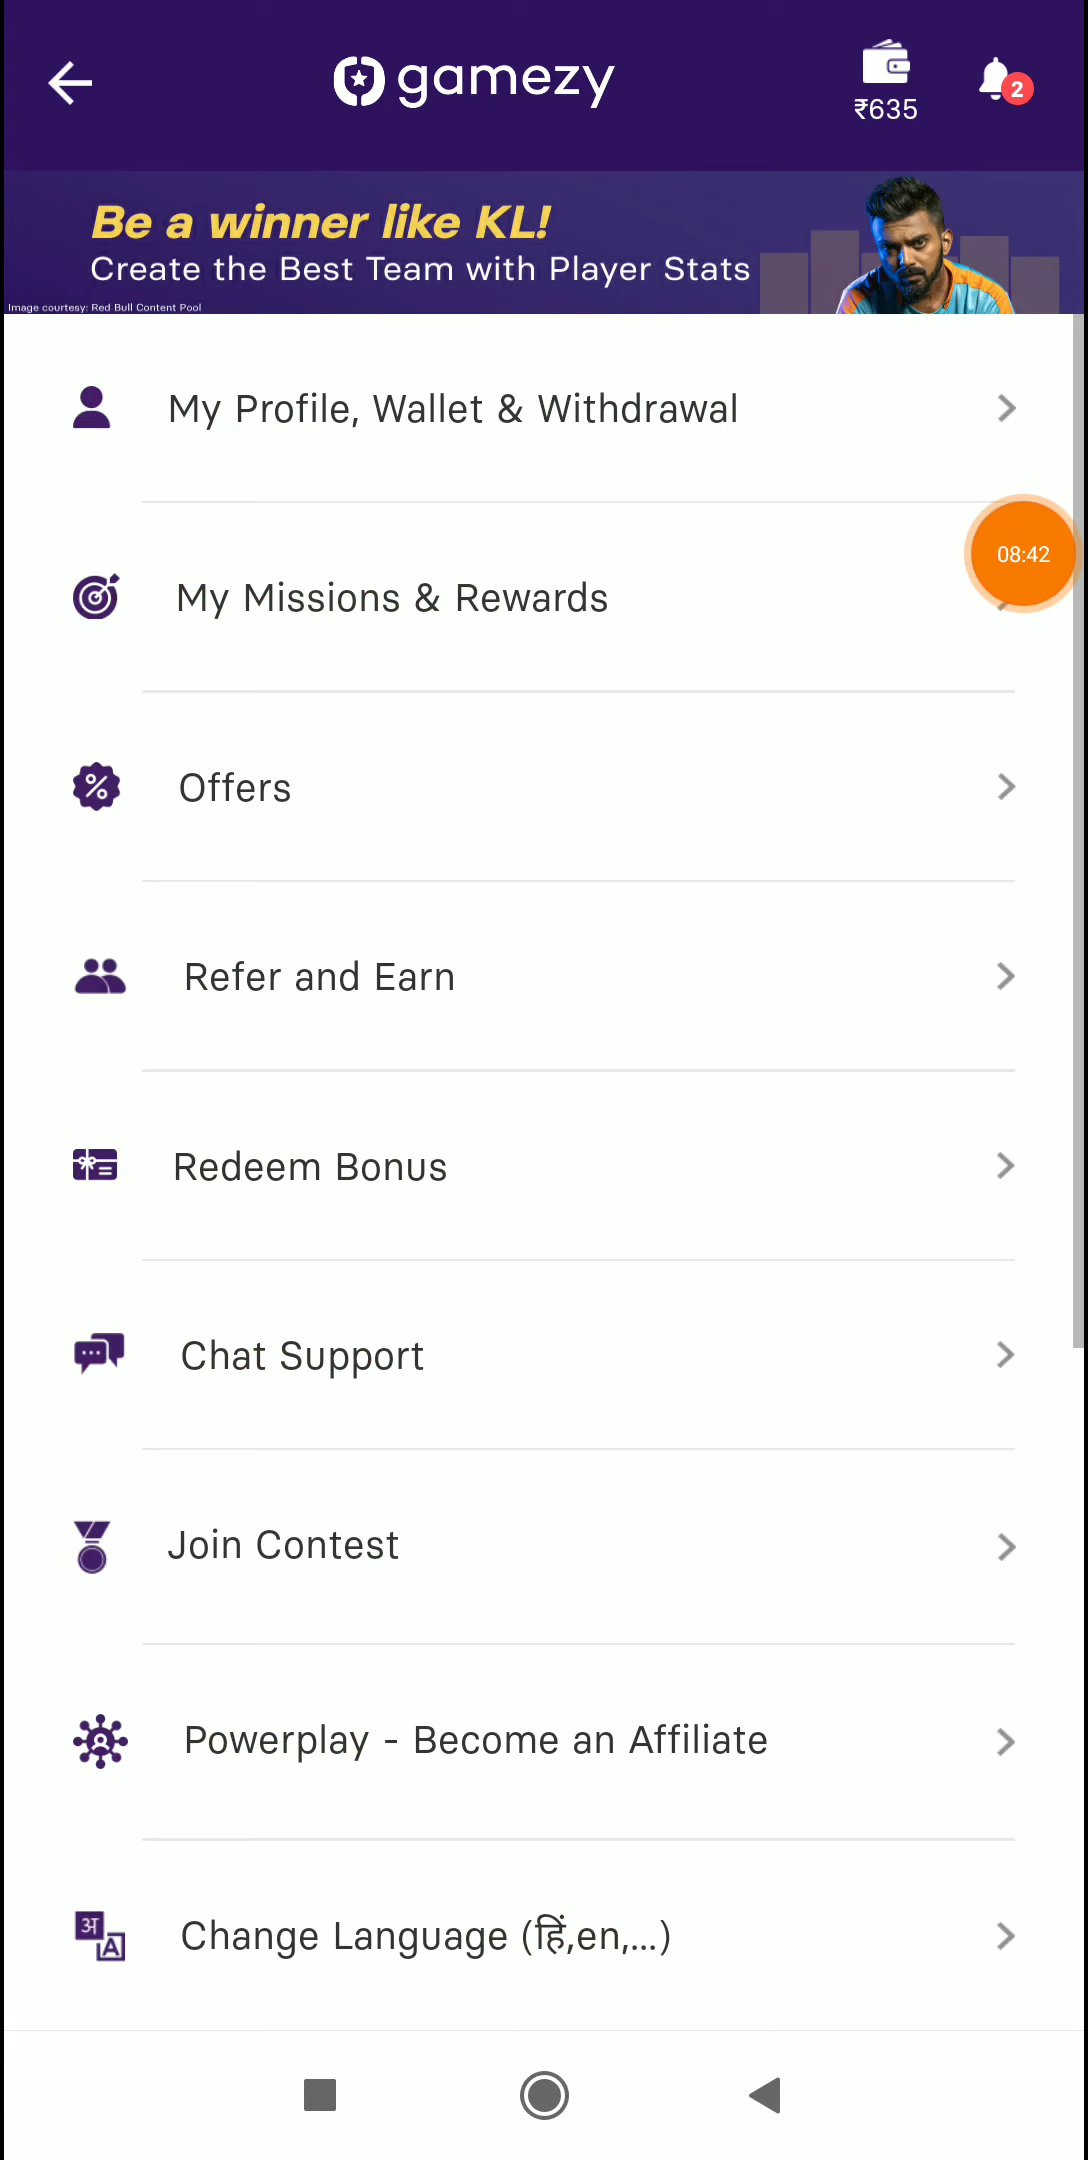 gamezy
₹635
2
Be a winner like KL!
Create the Best Team with Player Stats
Image courtesy: Red Bull Content Pool
My Profile, Wallet & Withdrawal
08:42
My Missions & Rewards
Offers
Refer and Earn
Redeem Bonus
Chat Support
Join Contest
Powerplay - Become an Affiliate
अ
A
Change Language (हिं,en,...)